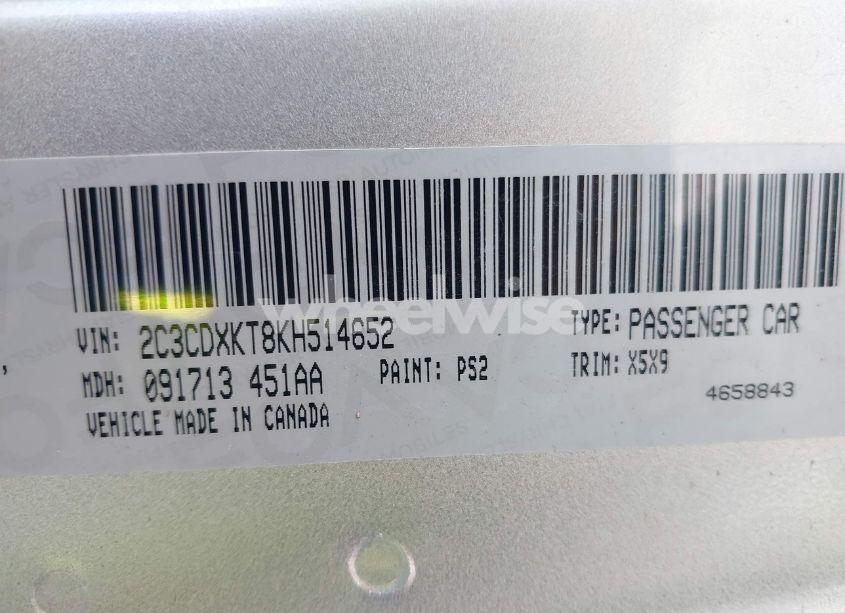 wheelwise
VIN: 2C3CDXKT8KH514652 TYPE: PASSENGER CAR
MDH: 091713 451AA PAINT: PS2 TRIM: X5X9
4658843
VEHICLE MADE IN CANADA